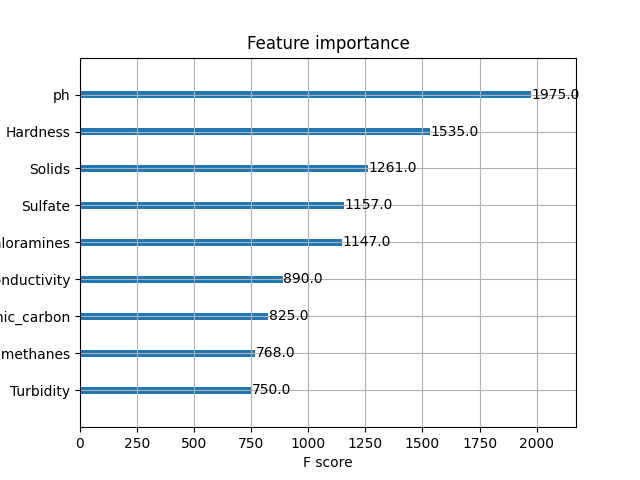 Feature importance
ph 1975.0
Hardness 1535.0
Solids 1261.0
Sulfate 1157.0
loramines 1147.0
nductivity 890.0
nic_carbon 825.0
methanes 768.0
Turbidity 750.0
0 250 500 750 1000 1250 1500 1750 2000
F score